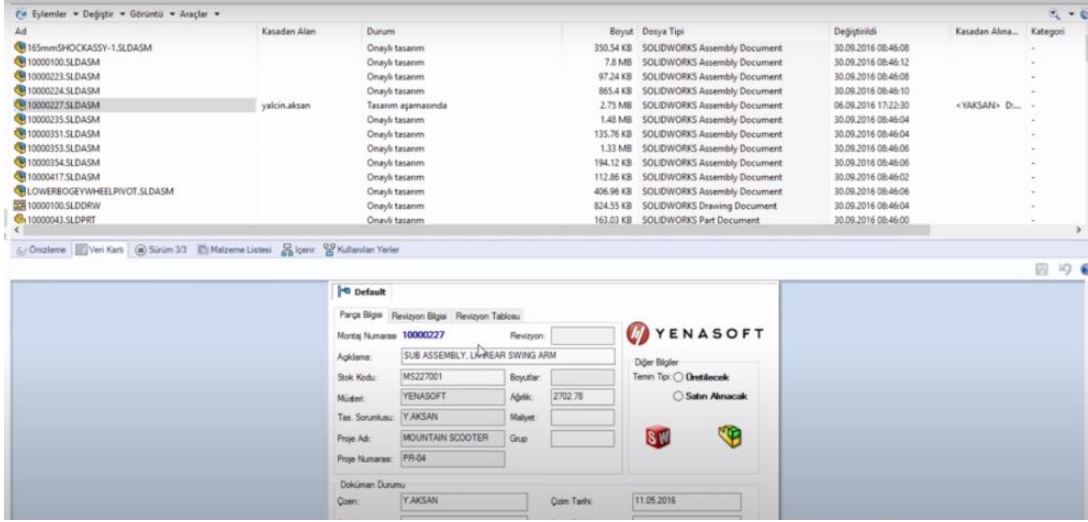 Eylemler Değiştir Görüntü Araçlar
Ad Kasadan Alan Durum Boyut Dosya Tipi Değiştirildi Kasadan Alına... Kategori
165mmSHOCKASSY-1.SLDASM Onaylı tasarım 350.54 KB SOLIDWORKS Assembly Document 30.09.2016 08:46:08 -
10000100.SLDASM Onaylı tasarım 7.8 MB SOLIDWORKS Assembly Document 30.09.2016 08:46:12 -
10000223.SLDASM Onaylı tasarım 97.24 KB SOLIDWORKS Assembly Document 30.09.2016 08:46:08 -
10000224.SLDASM Onaylı tasarım 865.4 KB SOLIDWORKS Assembly Document 30.09.2016 08:46:10 -
10000227.SLDASM yalcin.aksan Tasarım aşamasında 2.75 MB SOLIDWORKS Assembly Document 06.09.2016 17:22:30 <YAKSAN> D:... -
10000235.SLDASM Onaylı tasarım 1.48 MB SOLIDWORKS Assembly Document 30.09.2016 08:46:04 -
10000351.SLDASM Onaylı tasarım 135.76 KB SOLIDWORKS Assembly Document 30.09.2016 08:46:04 -
10000353.SLDASM Onaylı tasarım 1.33 MB SOLIDWORKS Assembly Document 30.09.2016 08:46:06 -
10000354.SLDASM Onaylı tasarım 194.12 KB SOLIDWORKS Assembly Document 30.09.2016 08:46:06 -
10000417.SLDASM Onaylı tasarım 112.86 KB SOLIDWORKS Assembly Document 30.09.2016 08:46:02 -
LOWERBOGEYWHEELPIVOT.SLDASM Onaylı tasarım 406.96 KB SOLIDWORKS Assembly Document 30.09.2016 08:46:06 -
10000100.SLDDRW Onaylı tasarım 824.55 KB SOLIDWORKS Drawing Document 30.09.2016 08:46:04 -
10000043.SLDPRT Onaylı tasarım 163.03 KB SOLIDWORKS Part Document 30.09.2016 08:46:00 -
Önizleme Veri Kartı Sürüm 3/3 Malzeme Listesi İçerir Kullanılan Yerler
Default
Parça Bilgisi Revizyon Bilgisi Revizyon Tablosu
Montaj Numarası 10000227 Revizyon:
YENASOFT
Açıklama: SUB ASSEMBLY, REAR SWING ARM
Diğer Bilgiler
Stok Kodu: MS227001 Boyutlar:
Temin Tipi: Üretilecek
Müşteri: YENASOFT Ağırlık: 2702.78
Satın Alınacak
Tas. Sorumlusu: Y.AKSAN Maliyet:
Proje Adı: MOUNTAIN SCOOTER Grup
Proje Numarası: PR-04
Doküman Durumu
Çizen: Y.AKSAN Çizim Tarihi: 11.05.2016